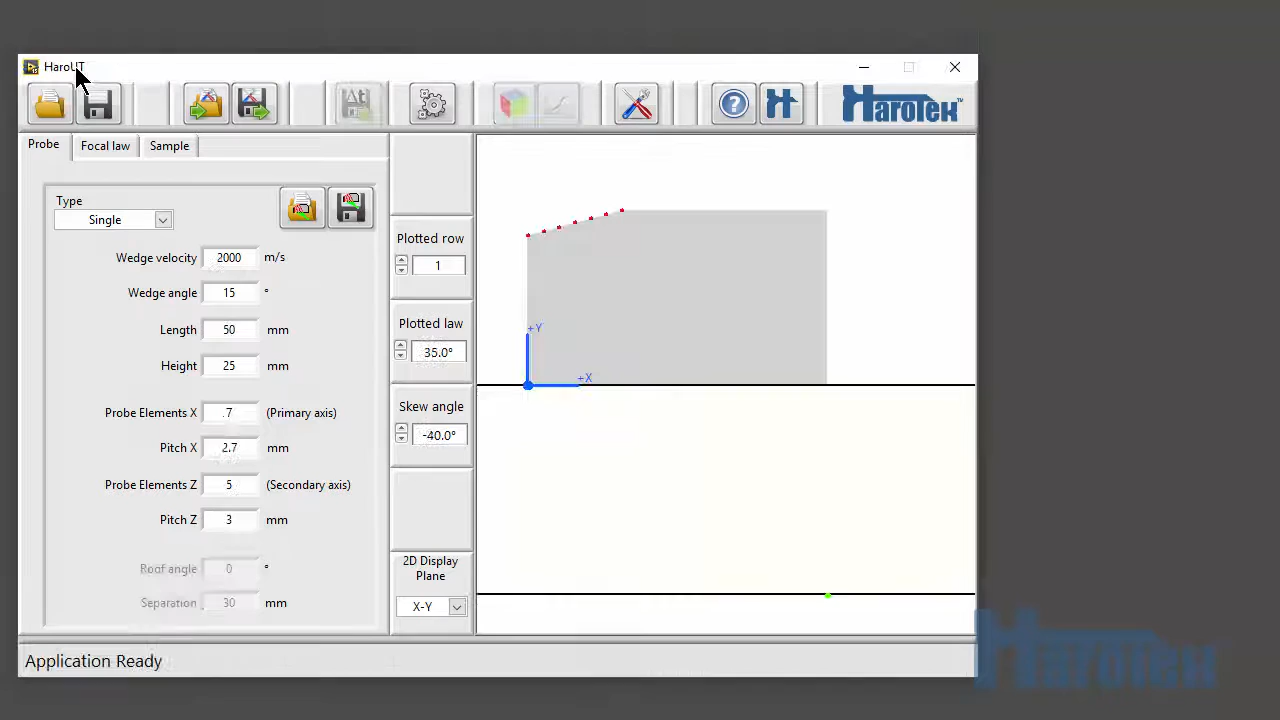 HaroUT
HAROTEK™
Probe
Focal law
Sample
Type
Single
Wedge velocity 2000 m/s
Wedge angle 15 °
Length 50 mm
Height 25 mm
Probe Elements X 7 (Primary axis)
Pitch X 2.7 mm
Probe Elements Z 5 (Secondary axis)
Pitch Z 3 mm
Roof angle 0 °
Separation 30 mm
Plotted row
1
Plotted law
35.0°
Skew angle
-40.0°
2D Display
Plane
X-Y
+Y
+X
Application Ready
HAROTEK